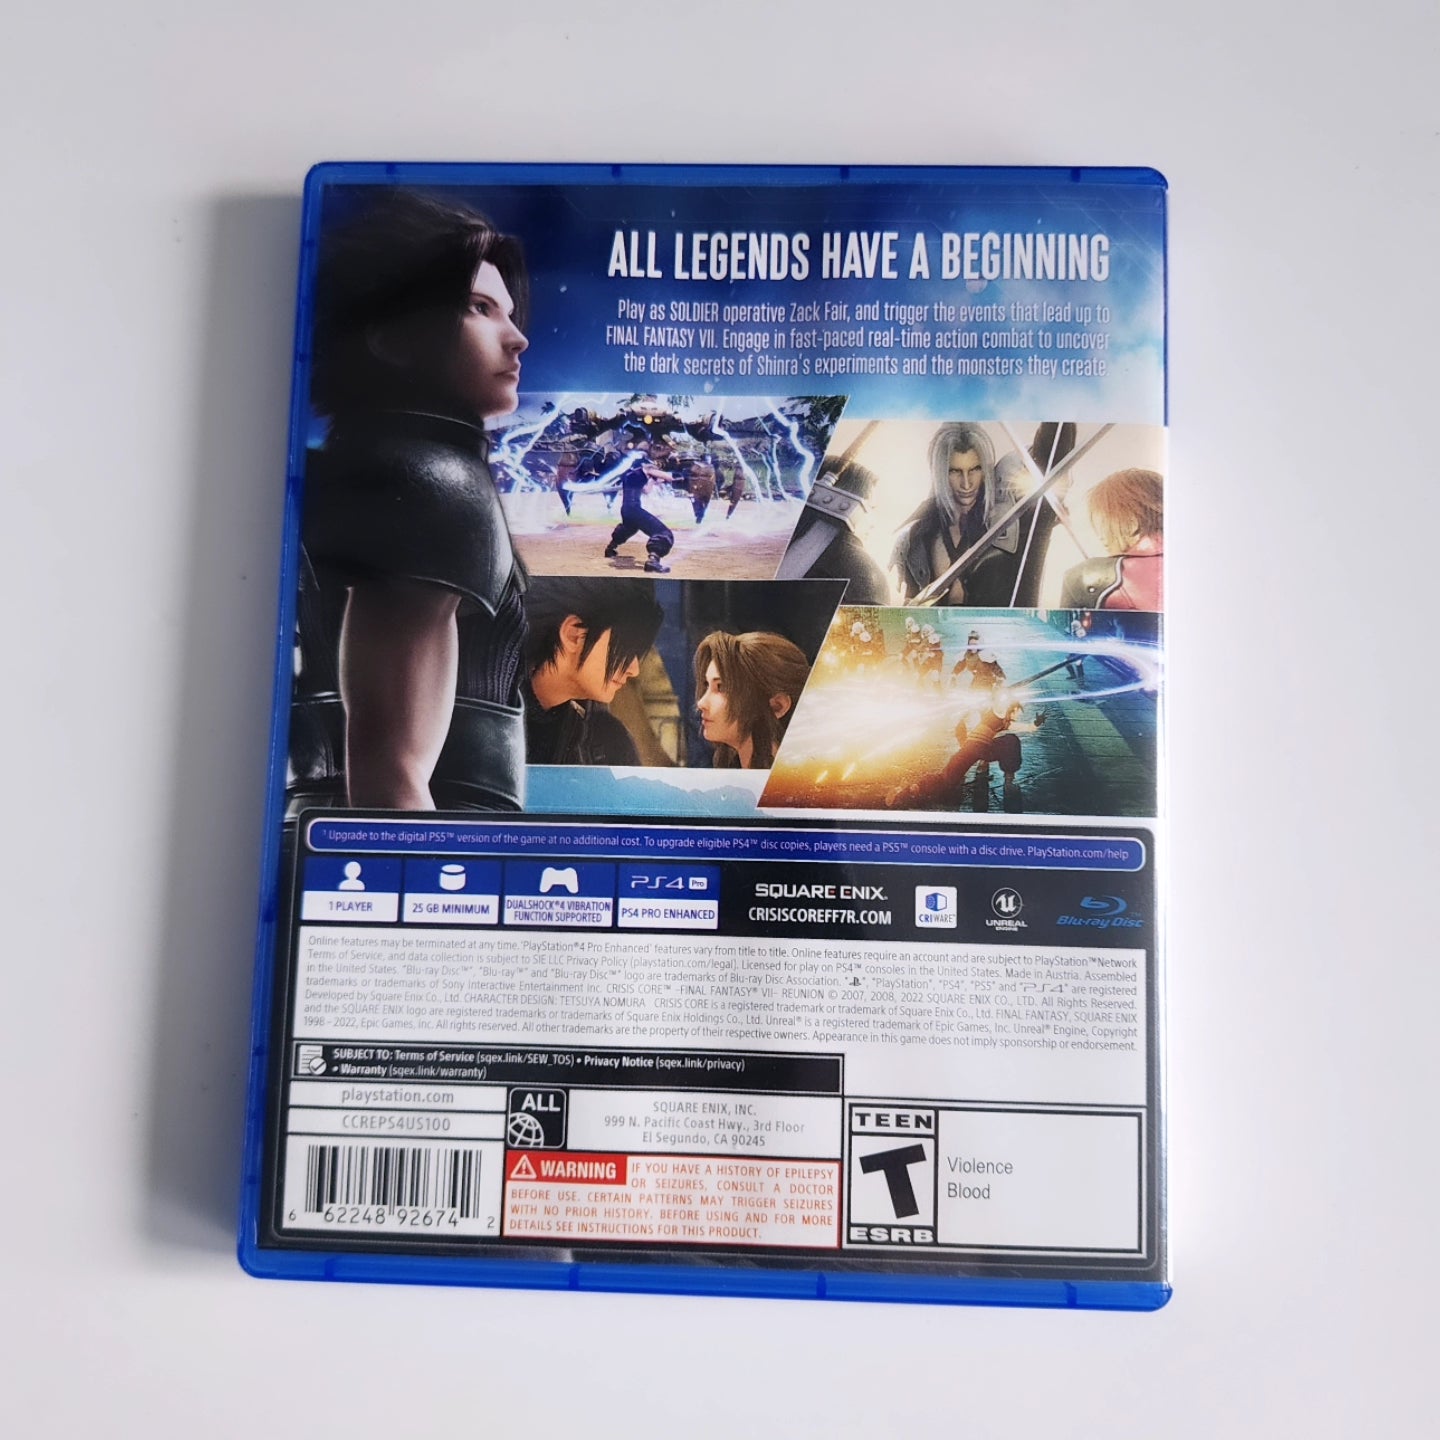 ALL LEGENDS HAVE A BEGINNING
Play as SOLDIER operative Zack Fair, and trigger the events that lead up to
FINAL FANTASY VII. Engage in fast-paced real-time action combat to uncover
the dark secrets of Shinra's experiments and the monsters they create.
¹ Upgrade to the digital PS5™ version of the game at no additional cost. To upgrade eligible PS4™ disc copies, players need a PS5™ console with a disc drive. PlayStation.com/help
1 PLAYER
25 GB MINIMUM
DUALSHOCK®4 VIBRATION
FUNCTION SUPPORTED
PS4 Pro
PS4 PRO ENHANCED
SQUARE ENIX.
CRISISCOREFF7R.COM
CRIWARE™
UNREAL
ENGINE
Blu-ray Disc
Online features may be terminated at any time. 'PlayStation®4 Pro Enhanced' features vary from title to title. Online features require an account and are subject to PlayStation™Network
Terms of Service, and data collection is subject to SIE LLC Privacy Policy (playstation.com/legal). Licensed for play on PS4™ consoles in the United States. Made in Austria. Assembled
in the United States. "Blu-ray Disc™", "Blu-ray™" and "Blu-ray Disc™" logo are trademarks of Blu-ray Disc Association. " ", "PlayStation", "PS4", "PS5" and "PS4" are registered
trademarks or trademarks of Sony Interactive Entertainment Inc. CRISIS CORE™ –FINAL FANTASY® VII– REUNION © 2007, 2008, 2022 SQUARE ENIX CO., LTD. All Rights Reserved.
Developed by Square Enix Co., Ltd. CHARACTER DESIGN: TETSUYA NOMURA CRISIS CORE is a registered trademark or trademark of Square Enix Co., Ltd. FINAL FANTASY, SQUARE ENIX
and the SQUARE ENIX logo are registered trademarks or trademarks of Square Enix Holdings Co., Ltd. Unreal® is a registered trademark of Epic Games, Inc. Unreal® Engine, Copyright
1998 – 2022, Epic Games, Inc. All rights reserved. All other trademarks are the property of their respective owners. Appearance in this game does not imply sponsorship or endorsement.
SUBJECT TO: Terms of Service (sqex.link/SEW_TOS) • Privacy Notice (sqex.link/privacy)
• Warranty (sqex.link/warranty)
playstation.com
CCREPS4US100
6 62248 92674 2
ALL
SQUARE ENIX, INC.
999 N. Pacific Coast Hwy., 3rd Floor
El Segundo, CA 90245
WARNING IF YOU HAVE A HISTORY OF EPILEPSY
OR SEIZURES, CONSULT A DOCTOR
BEFORE USE. CERTAIN PATTERNS MAY TRIGGER SEIZURES
WITH NO PRIOR HISTORY. BEFORE USING AND FOR MORE
DETAILS SEE INSTRUCTIONS FOR THIS PRODUCT.
TEEN
T
ESRB
Violence
Blood